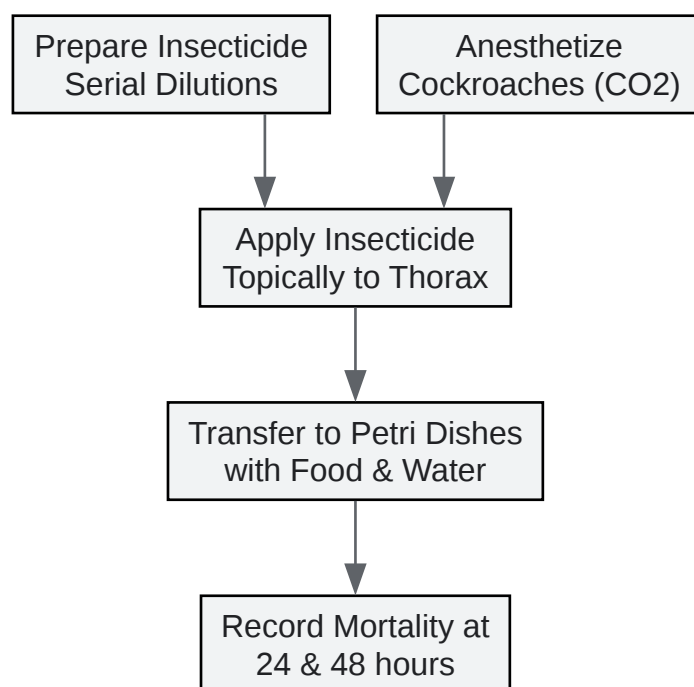 Prepare Insecticide
Serial Dilutions
Anesthetize
Cockroaches (CO2)
Apply Insecticide
Topically to Thorax
Transfer to Petri Dishes
with Food & Water
Record Mortality at
24 & 48 hours